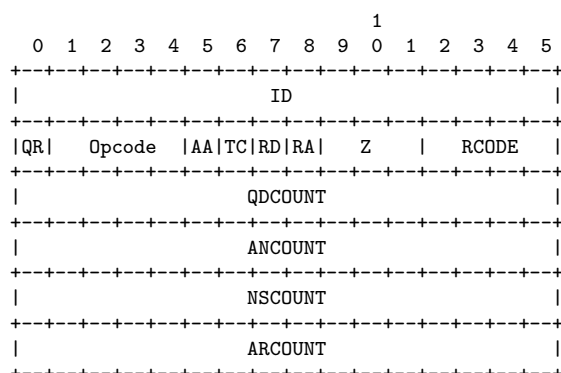 1
  0  1  2  3  4  5  6  7  8  9  0  1  2  3  4  5
+--+--+--+--+--+--+--+--+--+--+--+--+--+--+--+--+
|                      ID                       |
+--+--+--+--+--+--+--+--+--+--+--+--+--+--+--+--+
|QR|   Opcode  |AA|TC|RD|RA|   Z    |   RCODE   |
+--+--+--+--+--+--+--+--+--+--+--+--+--+--+--+--+
|                    QDCOUNT                    |
+--+--+--+--+--+--+--+--+--+--+--+--+--+--+--+--+
|                    ANCOUNT                    |
+--+--+--+--+--+--+--+--+--+--+--+--+--+--+--+--+
|                    NSCOUNT                    |
+--+--+--+--+--+--+--+--+--+--+--+--+--+--+--+--+
|                    ARCOUNT                    |
+--+--+--+--+--+--+--+--+--+--+--+--+--+--+--+--+